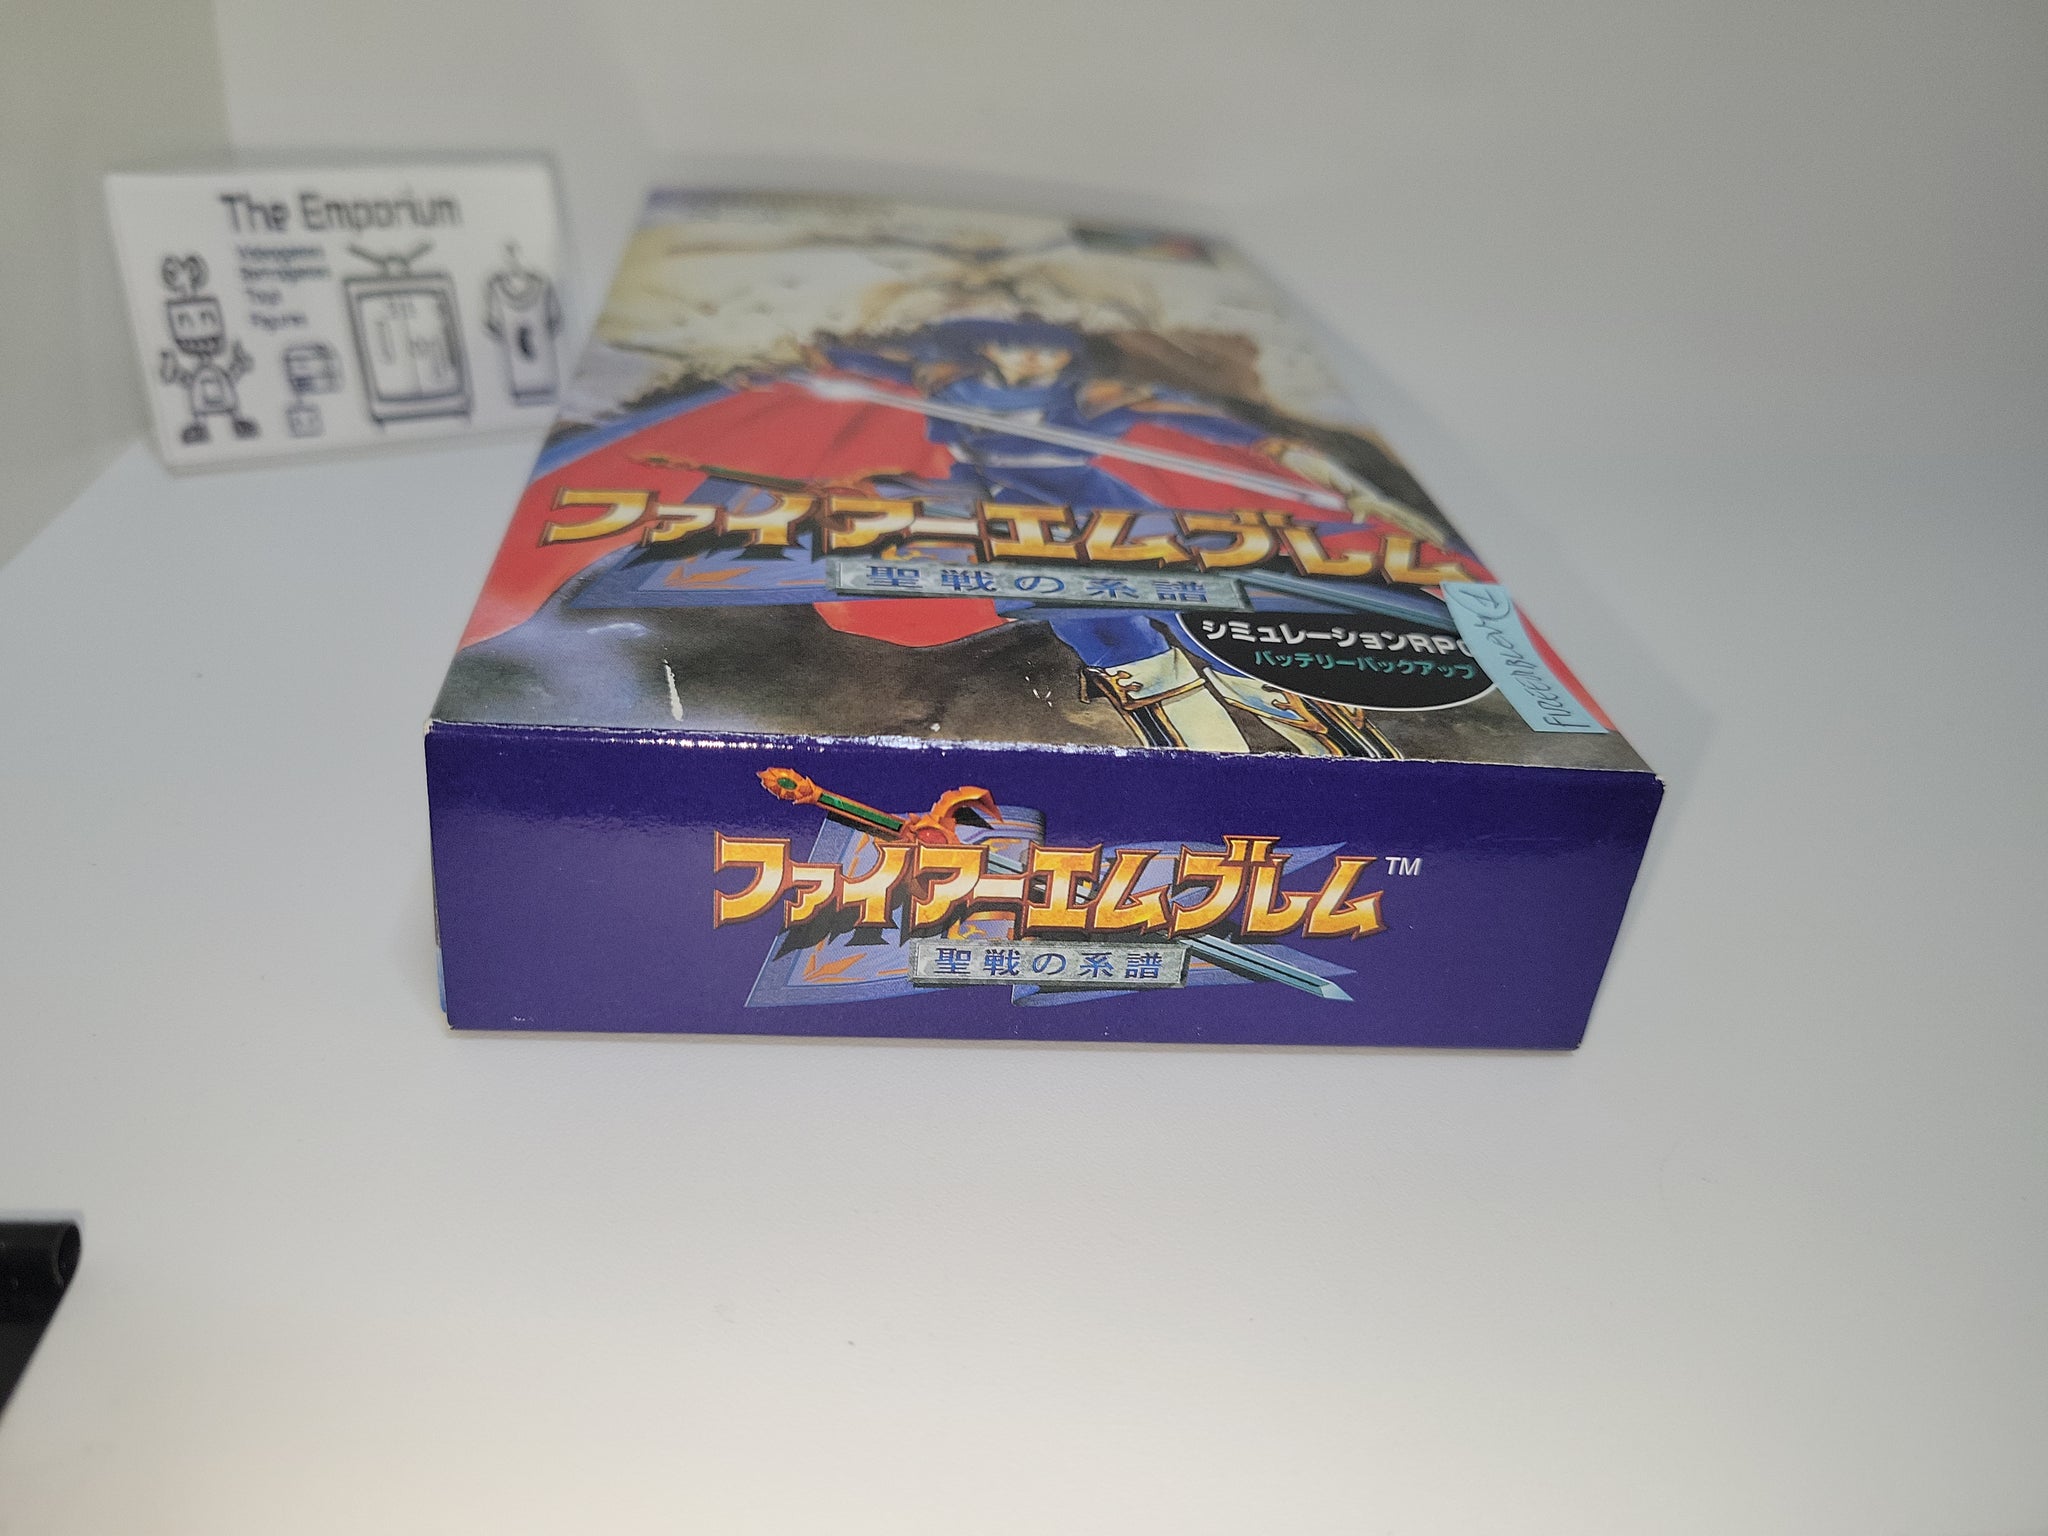 The Emporium
ファイアーエムブレム
聖戦の系譜
シミュレーションRPG
バッテリーバックアップ
1
ファイアーエムブレム™
聖戦の系譜